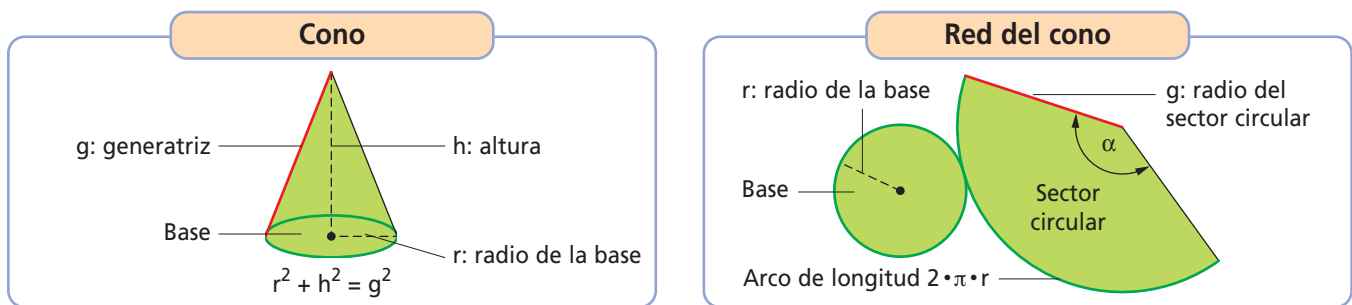 Cono
g: generatriz
h: altura
Base
r: radio de la base
r² + h² = g²
Red del cono
r: radio de la base
g: radio del
sector circular
α
Base
Sector
circular
Arco de longitud 2•π•r